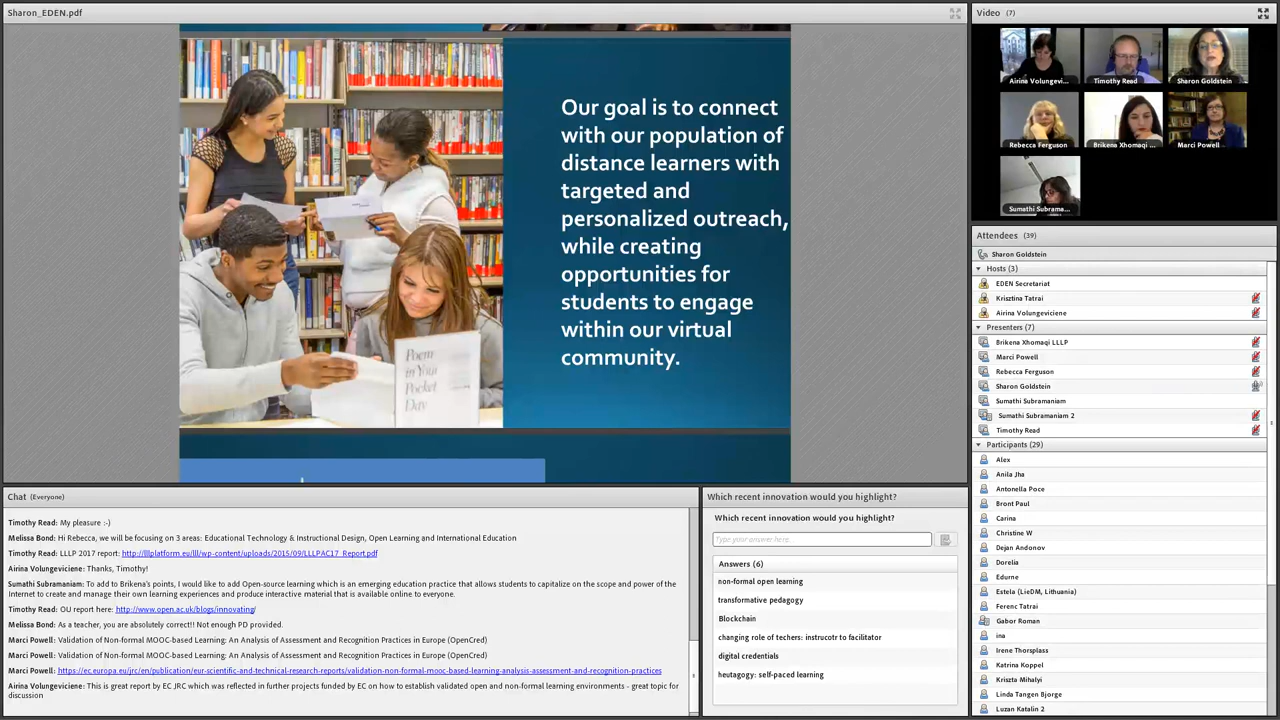 Sharon_EDEN.pdf
Our goal is to connect
with our population of
distance learners with
targeted and
personalized outreach,
while creating
opportunities for
students to engage
within our virtual
community.
Poem
in Your
Pocket
Day
Video (7)
Airina Volungevi...
Timothy Read
Sharon Goldstein
Rebecca Ferguson
Brikena Xhomaqi ...
Marci Powell
Sumathi Subrama...
Attendees (39)
Sharon Goldstein
Hosts (3)
EDEN Secretariat
Krisztina Tatrai
Airina Volungeviciene
Presenters (7)
Brikena Xhomaqi LLLP
Marci Powell
Rebecca Ferguson
Sharon Goldstein
Sumathi Subramaniam
Sumathi Subramaniam 2
Timothy Read
Participants (29)
Alex
Anila Jha
Antonella Poce
Bront Paul
Carina
Christine W
Dejan Andonov
Dorelia
Edurne
Estela (LieDM, Lithuania)
Ferenc Tatrai
Gabor Roman
ina
Irene Thorsplass
Katrina Koppel
Kriszta Mihalyi
Linda Tangen Bjorge
Luzan Katalin 2
Chat (Everyone)
Timothy Read: My pleasure :-)
Melissa Bond: Hi Rebecca, we will be focusing on 3 areas: Educational Technology & Instructional Design, Open Learning and International Education
Timothy Read: LLLP 2017 report: http://lllplatform.eu/lll/wp-content/uploads/2015/09/LLLPAC17_Report.pdf
Airina Volungeviciene: Thanks, Timothy!
Sumathi Subramaniam: To add to Brikena's points, I would like to add Open-source learning which is an emerging education practice that allows students to capitalize on the scope and power of the
Internet to create and manage their own learning experiences and produce interactive material that is available online to everyone.
Timothy Read: OU report here: http://www.open.ac.uk/blogs/innovating/
Melissa Bond: As a teacher, you are absolutely correct!! Not enough PD provided.
Marci Powell: Validation of Non-formal MOOC-based Learning: An Analysis of Assessment and Recognition Practices in Europe (OpenCred)
Marci Powell: Validation of Non-formal MOOC-based Learning: An Analysis of Assessment and Recognition Practices in Europe (OpenCred)
Marci Powell: https://ec.europa.eu/jrc/en/publication/eur-scientific-and-technical-research-reports/validation-non-formal-mooc-based-learning-analysis-assessment-and-recognition-practices
Airina Volungeviciene: This is great report by EC JRC which was reflected in further projects funded by EC on how to establish validated open and non-formal learning environments - great topic for
discussion
Which recent innovation would you highlight?
Which recent innovation would you highlight?
Type your answer here.
Answers (6)
non-formal open learning
transformative pedagogy
Blockchain
changing role of techers: instrucotr to facilitator
digital credentials
heutagogy: self-paced learning